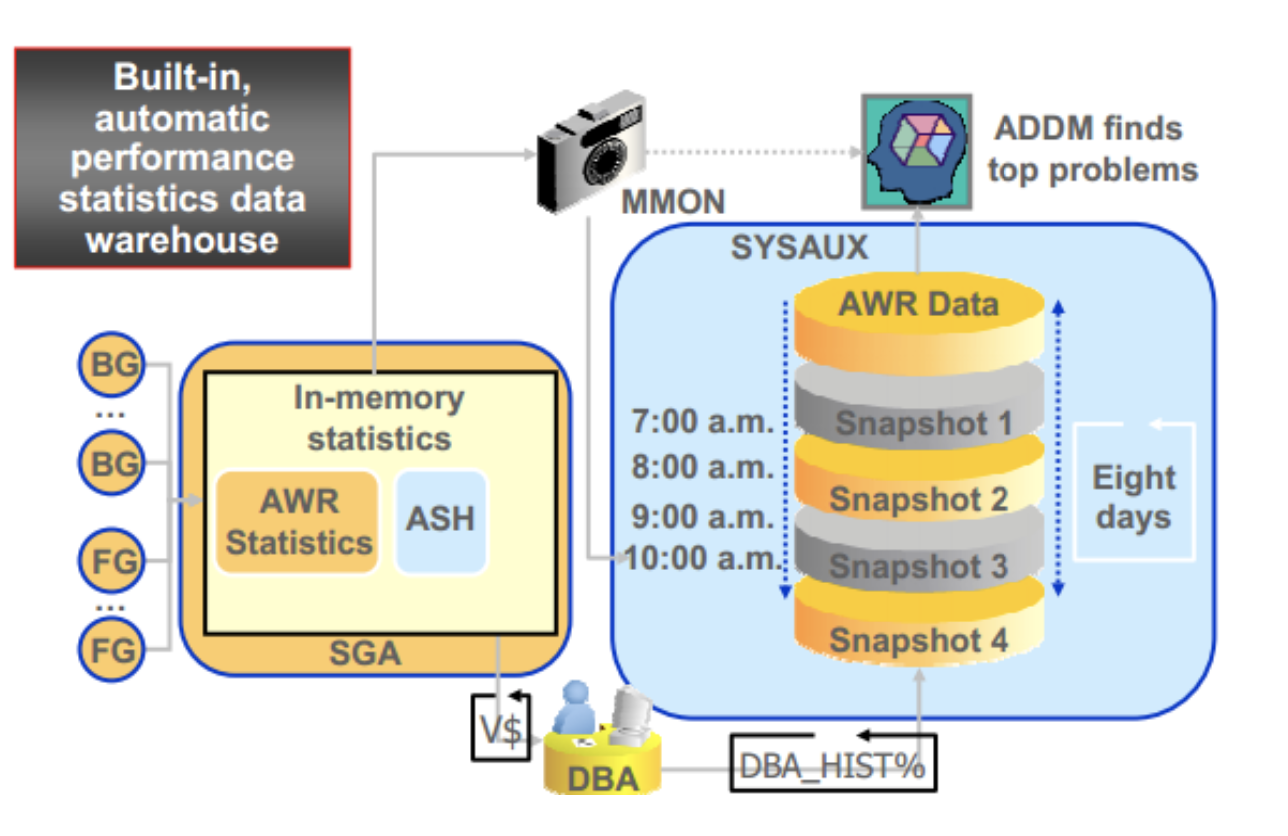 Built-in,
automatic
performance
statistics data
warehouse
MMON
ADDM finds
top problems
SYSAUX
AWR Data
7:00 a.m.
8:00 a.m.
9:00 a.m.
10:00 a.m.
Snapshot 1
Snapshot 2
Snapshot 3
Snapshot 4
Eight
days
BG
...
BG
FG
...
FG
In-memory
statistics
AWR
Statistics
ASH
SGA
V$
DBA
DBA_HIST%